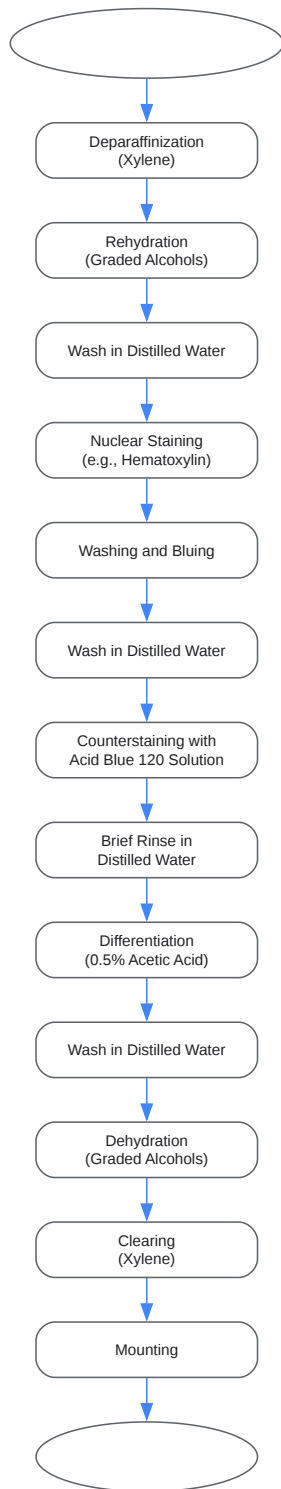 Deparaffinization
(Xylene)
Rehydration
(Graded Alcohols)
Wash in Distilled Water
Nuclear Staining
(e.g., Hematoxylin)
Washing and Bluing
Wash in Distilled Water
Counterstaining with
Acid Blue 120 Solution
Brief Rinse in
Distilled Water
Differentiation
(0.5% Acetic Acid)
Wash in Distilled Water
Dehydration
(Graded Alcohols)
Clearing
(Xylene)
Mounting